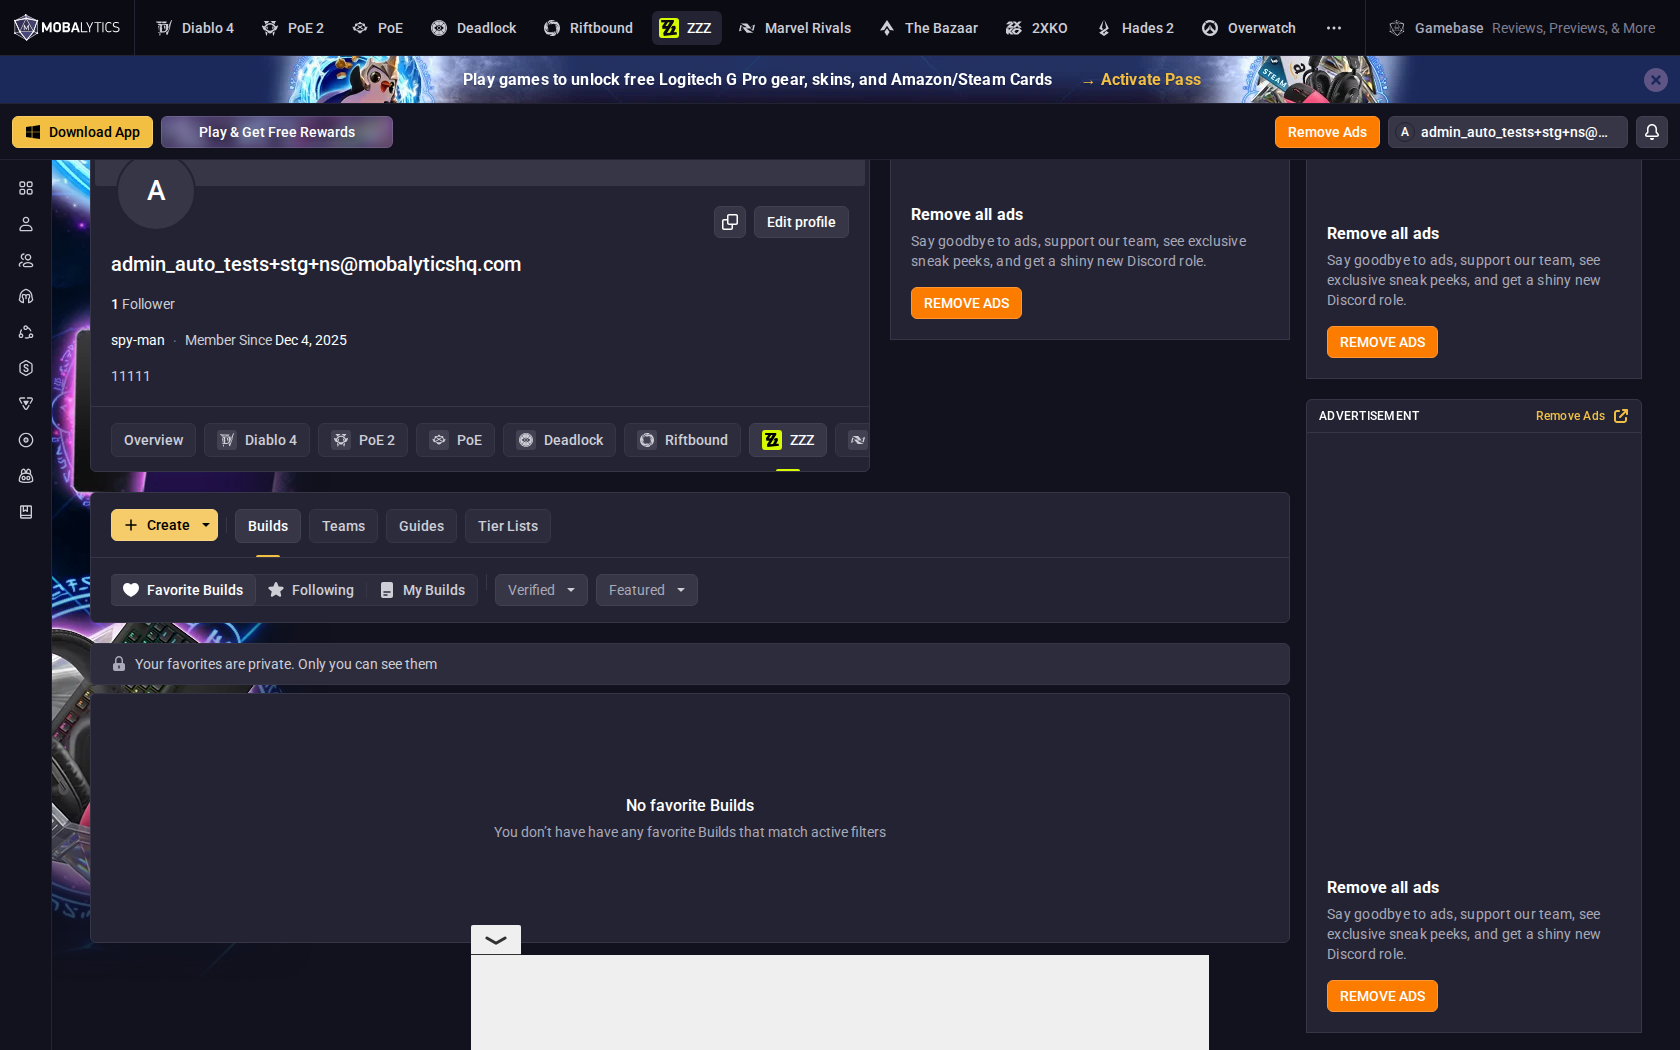 MOBALYTICS
Diablo 4
PoE 2
PoE
Deadlock
Riftbound
ZZZ
Marvel Rivals
The Bazaar
2XKO
Hades 2
Overwatch
Gamebase Reviews, Previews, & More
Play games to unlock free Logitech G Pro gear, skins, and Amazon/Steam Cards → Activate Pass
Download App
Play & Get Free Rewards
Remove Ads
A
admin_auto_tests+stg+ns@...
A
Edit profile
admin_auto_tests+stg+ns@mobalyticshq.com
1 Follower
spy-man · Member Since Dec 4, 2025
11111
Overview
Diablo 4
PoE 2
PoE
Deadlock
Riftbound
ZZZ
Remove all ads
Say goodbye to ads, support our team, see exclusive
sneak peeks, and get a shiny new Discord role.
REMOVE ADS
Remove all ads
Say goodbye to ads, support our team, see
exclusive sneak peeks, and get a shiny new
Discord role.
REMOVE ADS
ADVERTISEMENT
Remove Ads
Create
Builds
Teams
Guides
Tier Lists
Favorite Builds
Following
My Builds
Verified
Featured
Your favorites are private. Only you can see them
No favorite Builds
You don't have have any favorite Builds that match active filters
Remove all ads
Say goodbye to ads, support our team, see
exclusive sneak peeks, and get a shiny new
Discord role.
REMOVE ADS